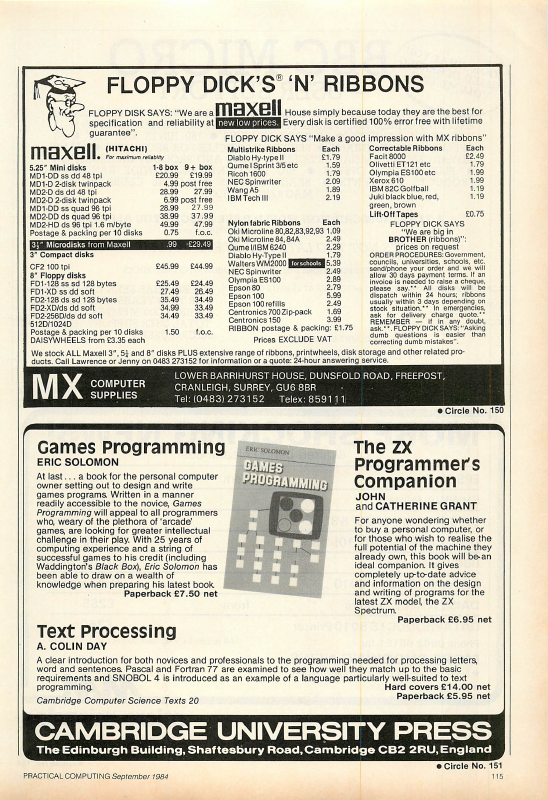 FLOPPY DICK'S® 'N' RIBBONS
FLOPPY DICK SAYS: "We are a maxell House simply because today they are the best for
specification and reliability at new low prices. Every disk is certified 100% error free with lifetime
guarantee".
FLOPPY DICK SAYS "Make a good impression with MX ribbons"
maxell. (HITACHI)
For maximum reliability
5.25" Mini disks 1-8 box 9+ box
MD1-DD ss dd 48 tpi £20.99 £19.99
MD1-D 2-disk twinpack 4.99 post free
MD2-D ds dd 48 tpi 28.99 27.99
MD2-D 2-disk twinpack 6.99 post free
MD1-DD ss quad 96 tpi 28.99 27.99
MD2-DD ds quad 96 tpi 38.99 37.99
MD2-HD ds 96 tpi 1.6 m/byte 49.99 47.99
Postage & packing per 10 disks 0.75 f.o.c.
3½" Microdisks from Maxell .99 -£29.49
3" Compact disks
CF2 100 tpi £45.99 £44.99
8" Floppy disks
FD1-128 ss sd 128 bytes £25.49 £24.49
FD1-XD ss dd soft 27.49 26.49
FD2-128 ds sd 128 bytes 35.49 34.49
FD2-XD/ds dd soft 34.99 33.49
FD2-256D/ds dd soft 34.49 33.49
512D/1024D
Postage & packing per 10 disks 1.50 f.o.c.
DAISYWHEELS from £3.35 each
Multistrike Ribbons Each
Diablo Hy-type II £1.79
Qume I Sprint 3/5 etc 1.59
Ricoh 1600 1.79
NEC Spinwriter 2.09
Wang A5 1.89
IBM Tech III 2.19
Nylon fabric Ribbons Each
Oki Microline 80,82,83,92,93 1.09
Oki Microline 84, 84A 2.49
Qume II IBM 6240 2.29
Diablo Hy-Type II 1.79
Walters WM2000 for schools 5.39
NEC Spinwriter 2.49
Olympia ES100 2.89
Epson 80 2.79
Epson 100 5.99
Epson 100 refills 2.49
Centronics 700 Zip-pack 1.69
Centronics 150 3.99
RIBBON postage & packing: £1.75
Prices EXCLUDE VAT
Correctable Ribbons Each
Facit 8000 £2.49
Olivetti ET121 etc 1.79
Olympia ES100 etc 1.99
Xerox 610 1.99
IBM 82C Golfball 1.19
Juki black blue, red, 1.19
green, brown
Lift-Off Tapes £0.75
FLOPPY DICK SAYS
"We are big in
BROTHER (ribbons)":
prices on request
ORDER PROCEDURES: Government,
councils, universities, schools, etc.
send/phone your order and we will
allow 30 days payment terms. If an
invoice is needed to raise a cheque,
please say.** All disks will be
dispatch within 24 hours; ribbons
usually within 3 days depending on
stock situation.** In emergencies,
ask for delivery charge quote.**
REMEMBER — if in any doubt,
ask.**. FLOPPY DICK SAYS: "Asking
dumb questions is easier than
correcting dumb mistakes".
We stock ALL Maxell 3", 5¼ and 8" disks PLUS extensive range of ribbons, printwheels, disk storage and other related pro-
ducts. Call Lawrence or Jenny on 0483 273152 for information or a quote: 24-hour answering service.
MX COMPUTER
SUPPLIES
LOWER BARRIHURST HOUSE, DUNSFOLD ROAD, FREEPOST,
CRANLEIGH, SURREY, GU6 8BR
Tel: (0483) 273152 Telex: 859111
• Circle No. 150
Games Programming
ERIC SOLOMON
At last... a book for the personal computer
owner setting out to design and write
games programs. Written in a manner
readily accessible to the novice, Games
Programming will appeal to all programmers
who, weary of the plethora of 'arcade'
games, are looking for greater intellectual
challenge in their play. With 25 years of
computing experience and a string of
successful games to his credit (including
Waddington's Black Box), Eric Solomon has
been able to draw on a wealth of
knowledge when preparing his latest book.
Paperback £7.50 net
ERIC SOLOMON
GAMES
PROGRAMMING
The ZX
Programmer's
Companion
JOHN
and CATHERINE GRANT
For anyone wondering whether
to buy a personal computer, or
for those who wish to realise the
full potential of the machine they
already own, this book will be an
ideal companion. It gives
completely up-to-date advice
and information on the design
and writing of programs for the
latest ZX model, the ZX
Spectrum.
Paperback £6.95 net
Text Processing
A. COLIN DAY
A clear introduction for both novices and professionals to the programming needed for processing letters,
word and sentences. Pascal and Fortran 77 are examined to see how well they match up to the basic
requirements and SNOBOL 4 is introduced as an example of a language particularly well-suited to text
programming.
Hard covers £14.00 net
Paperback £5.95 net
Cambridge Computer Science Texts 20
CAMBRIDGE UNIVERSITY PRESS
The Edinburgh Building, Shaftesbury Road, Cambridge CB2 2RU, England
• Circle No. 151
PRACTICAL COMPUTING September 1984
115